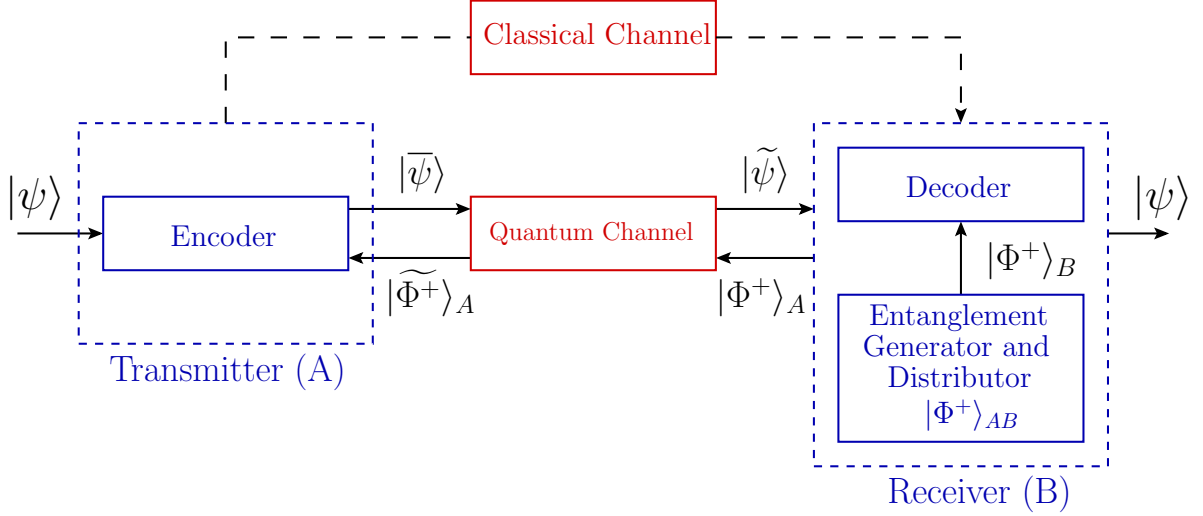 Classical Channel
|ψ⟩
|ψ̅⟩
|ψ̃⟩
Decoder
|ψ⟩
Encoder
Quantum Channel
|Φ̃⁺⟩_A
|Φ⁺⟩_A
|Φ⁺⟩_B
Entanglement
Generator and
Distributor
|Φ⁺⟩_AB
Transmitter (A)
Receiver (B)